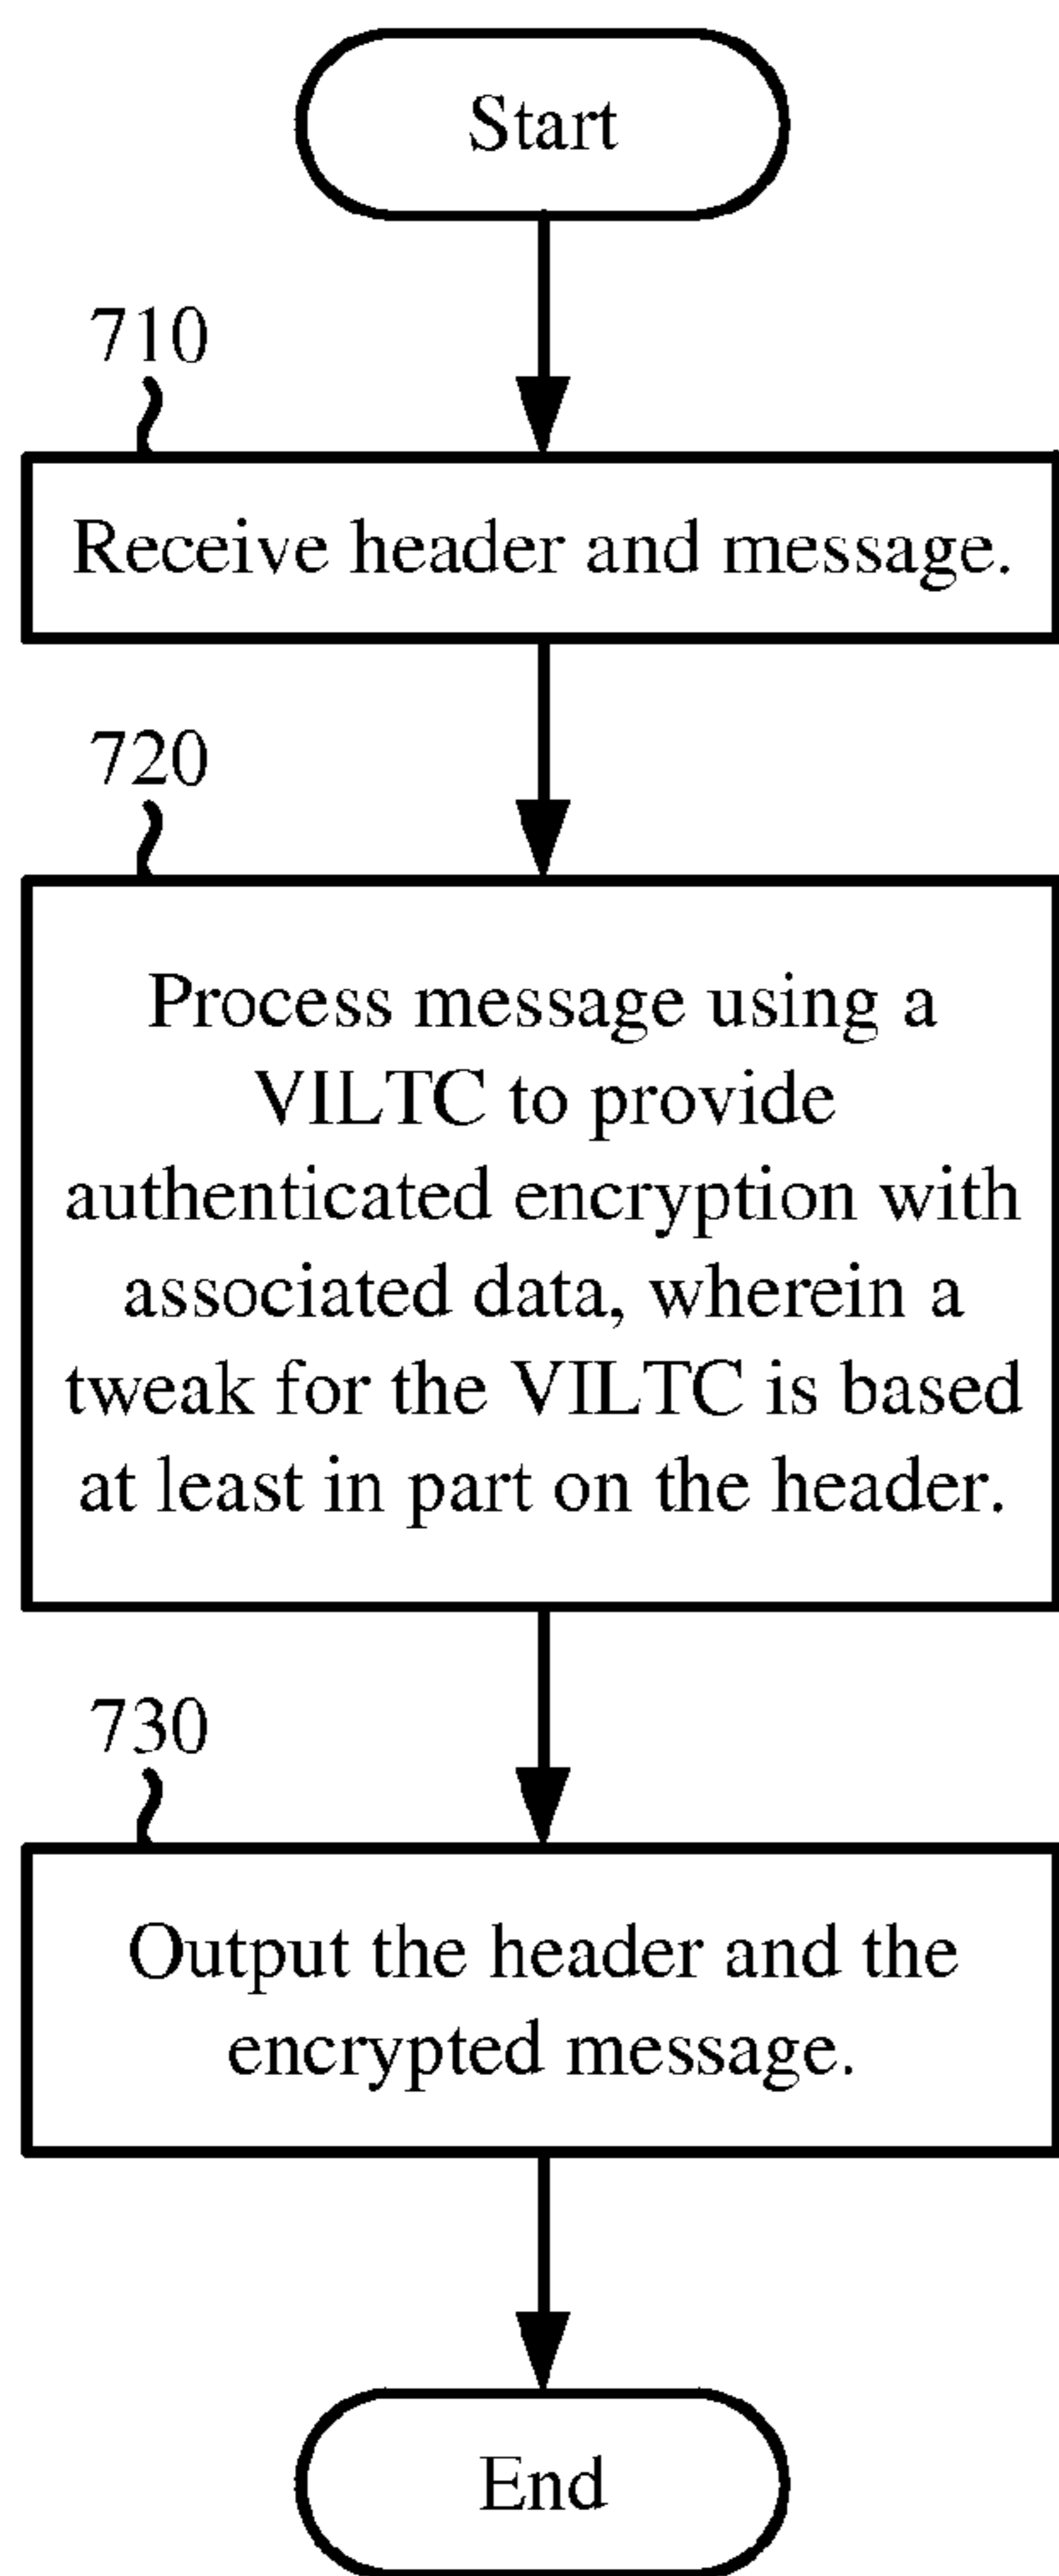 Start
710
Receive header and message.
720
Process message using a
VILTC to provide
authenticated encryption with
associated data, wherein a
tweak for the VILTC is based
at least in part on the header.
730
Output the header and the
encrypted message.
End